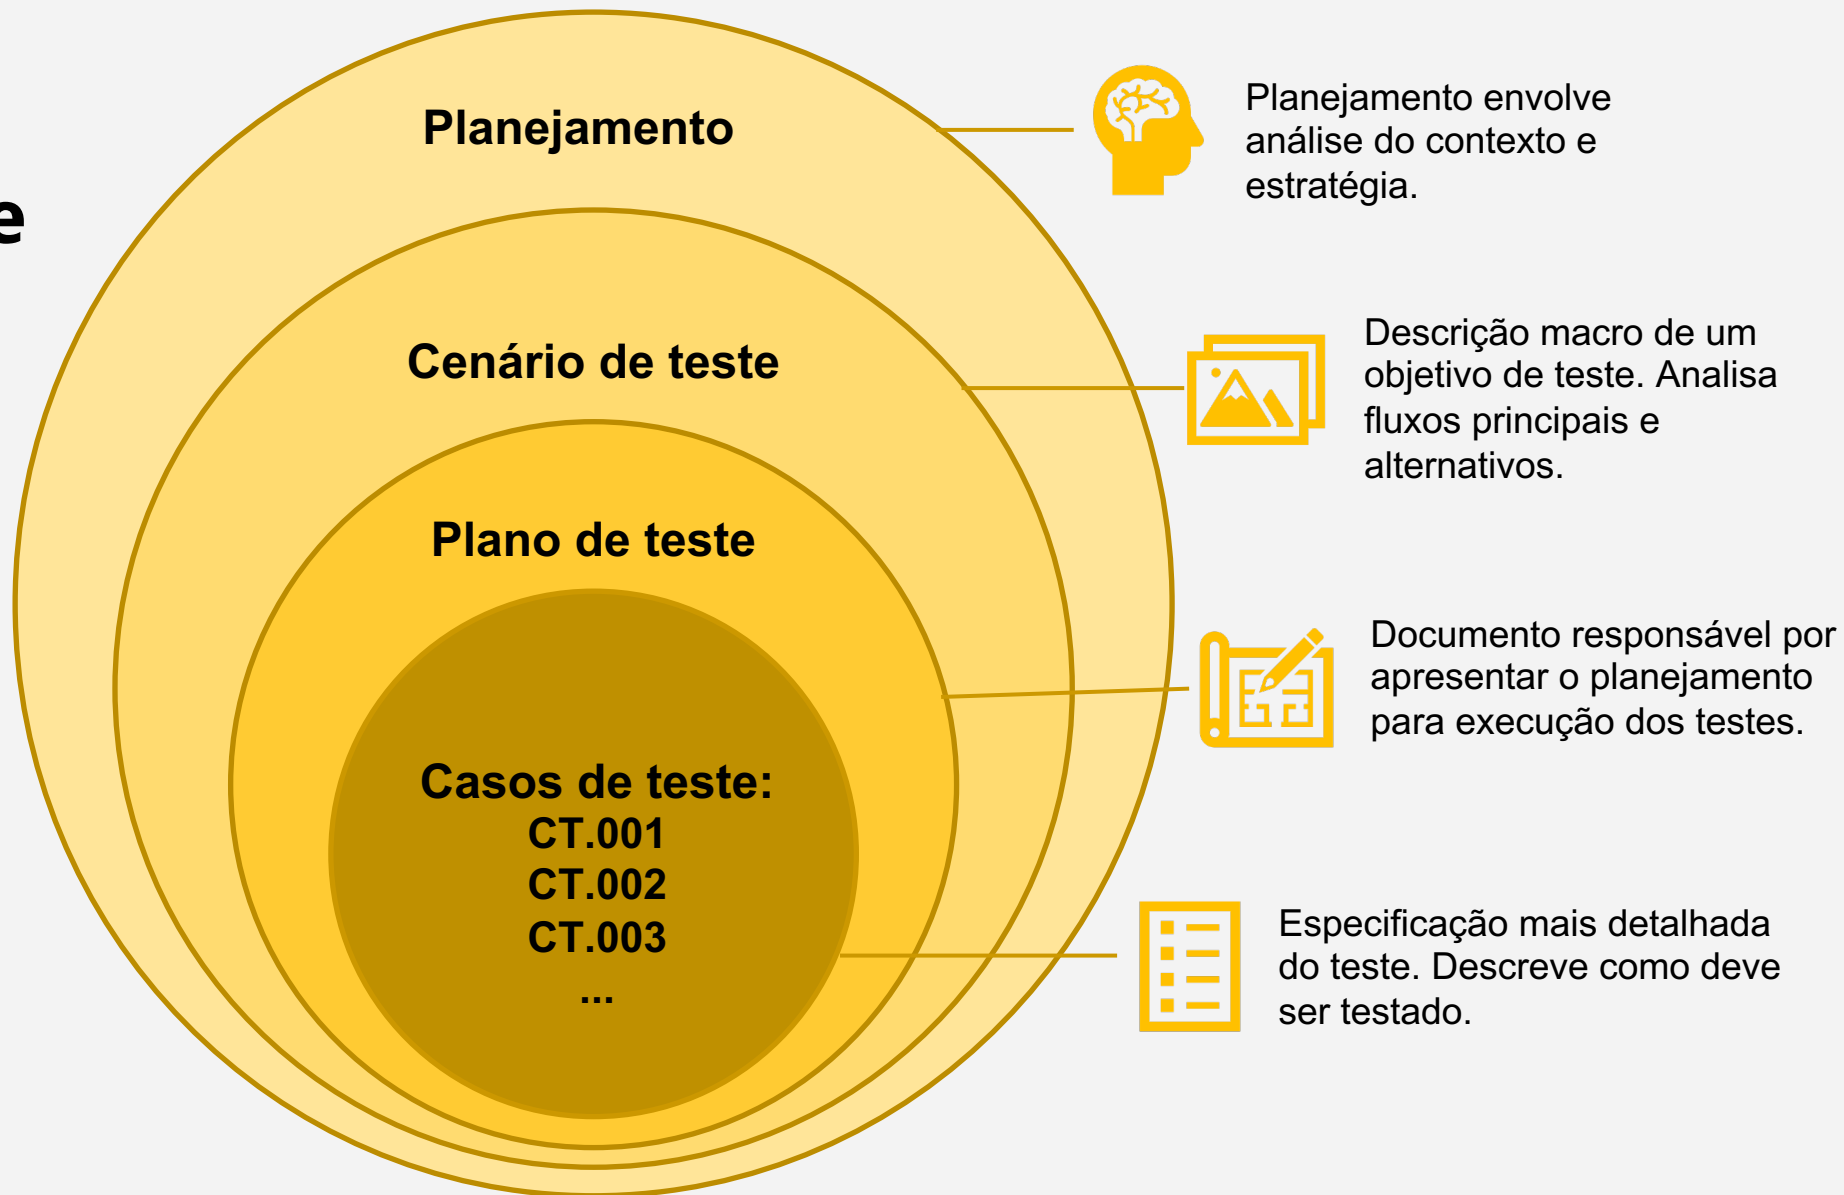 Planejamento
Planejamento envolve
análise do contexto e
estratégia.
e
Cenário de teste
Descrição macro de um
objetivo de teste. Analisa
fluxos principais e
alternativos.
Plano de teste
Documento responsável por
apresentar o planejamento
para execução dos testes.
Casos de teste:
CT.001
CT.002
CT.003
...
Especificação mais detalhada
do teste. Descreve como deve
ser testado.